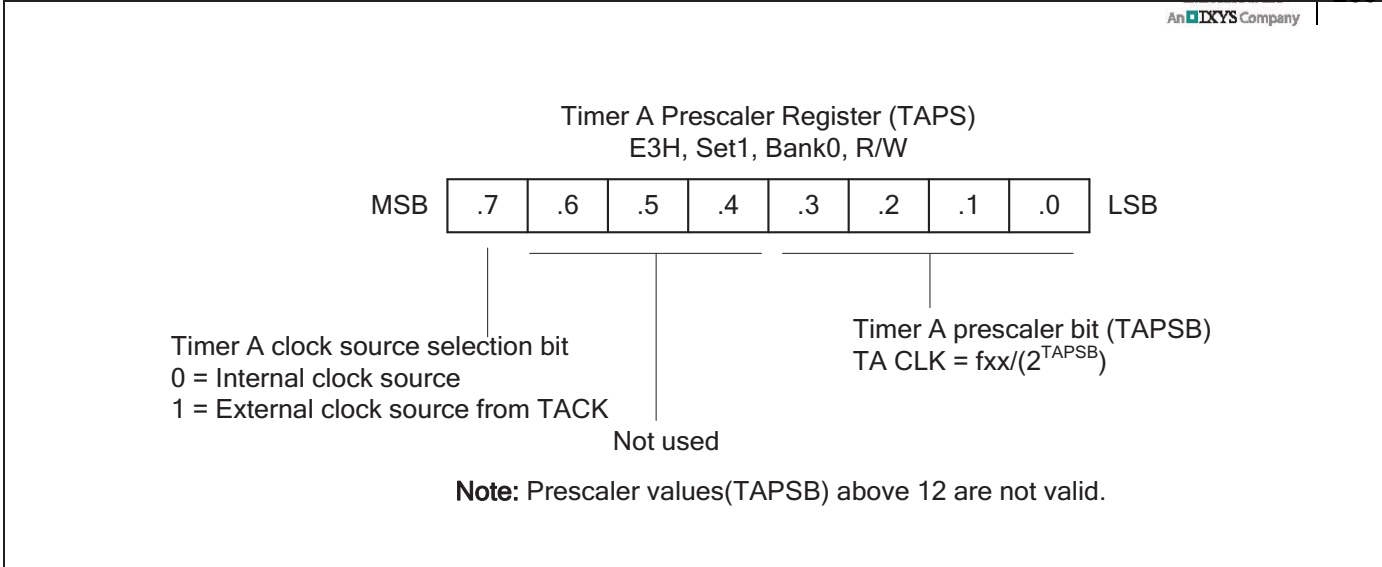 An IXYS Company
Timer A Prescaler Register (TAPS)
E3H, Set1, Bank0, R/W
MSB .7 .6 .5 .4 .3 .2 .1 .0 LSB
Timer A clock source selection bit
0 = Internal clock source
1 = External clock source from TACK
Not used
Timer A prescaler bit (TAPSB)
TA CLK = fxx/(2^TAPSB)
Note: Prescaler values(TAPSB) above 12 are not valid.